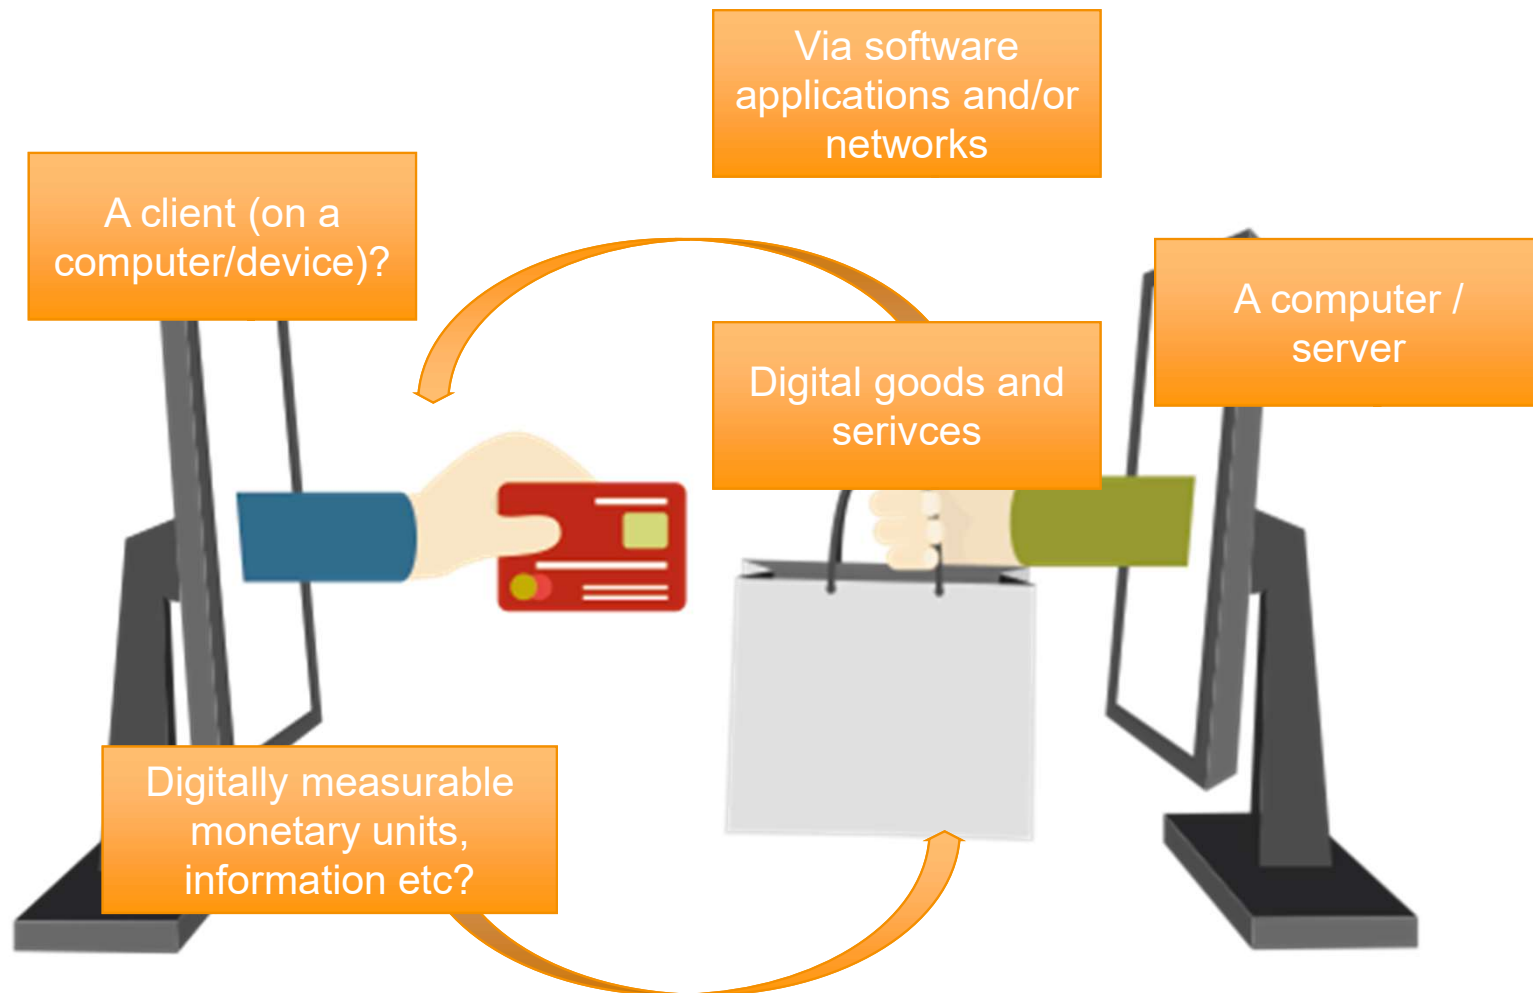 Via software
applications and/or
networks
A client (on a
computer/device)?
A computer /
server
Digital goods and
serivces
Digitally measurable
monetary units,
information etc?